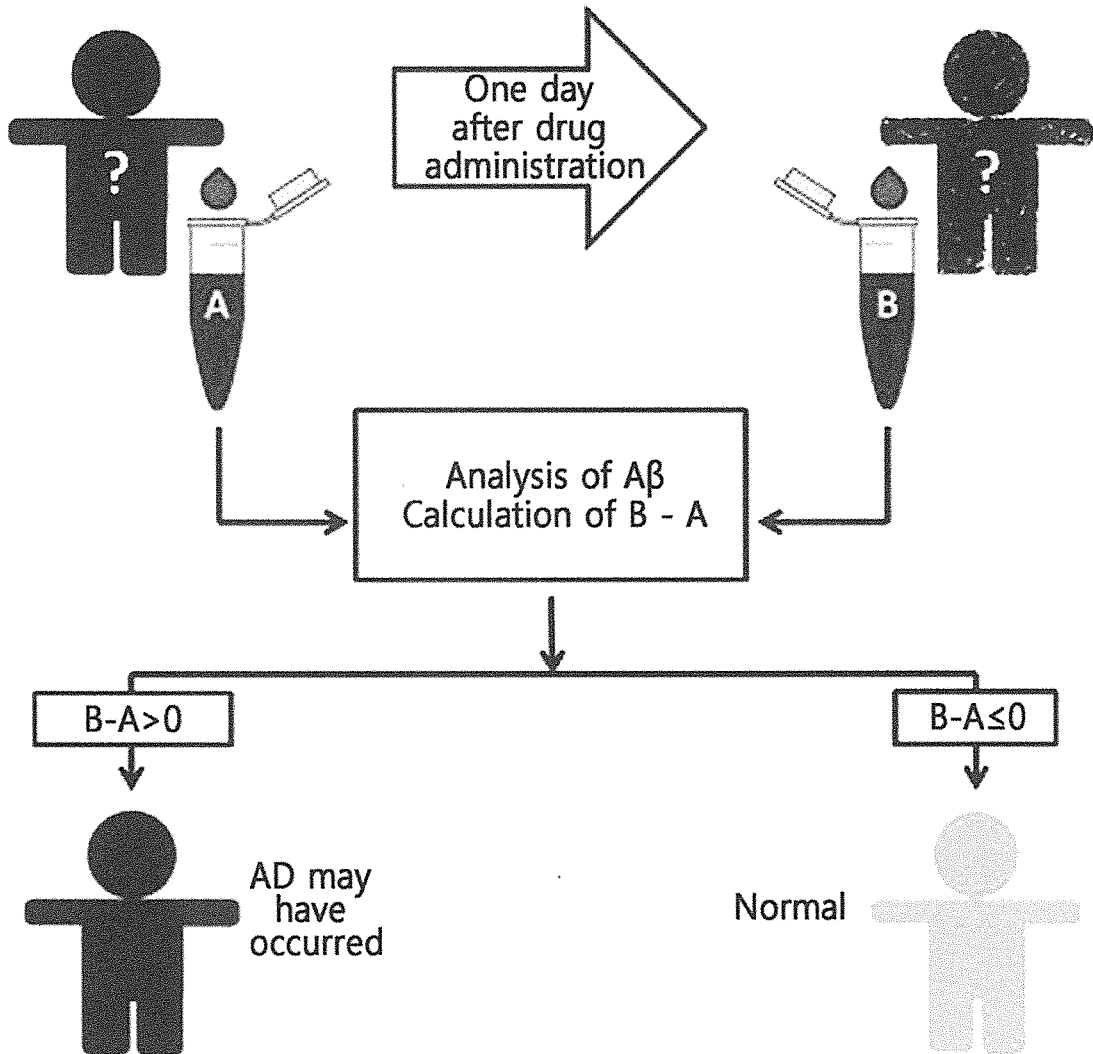 One day
after drug
administration
?
?
A
B
Analysis of Aβ
Calculation of B - A
B-A>0
B-A≤0
AD may
have
occurred
Normal